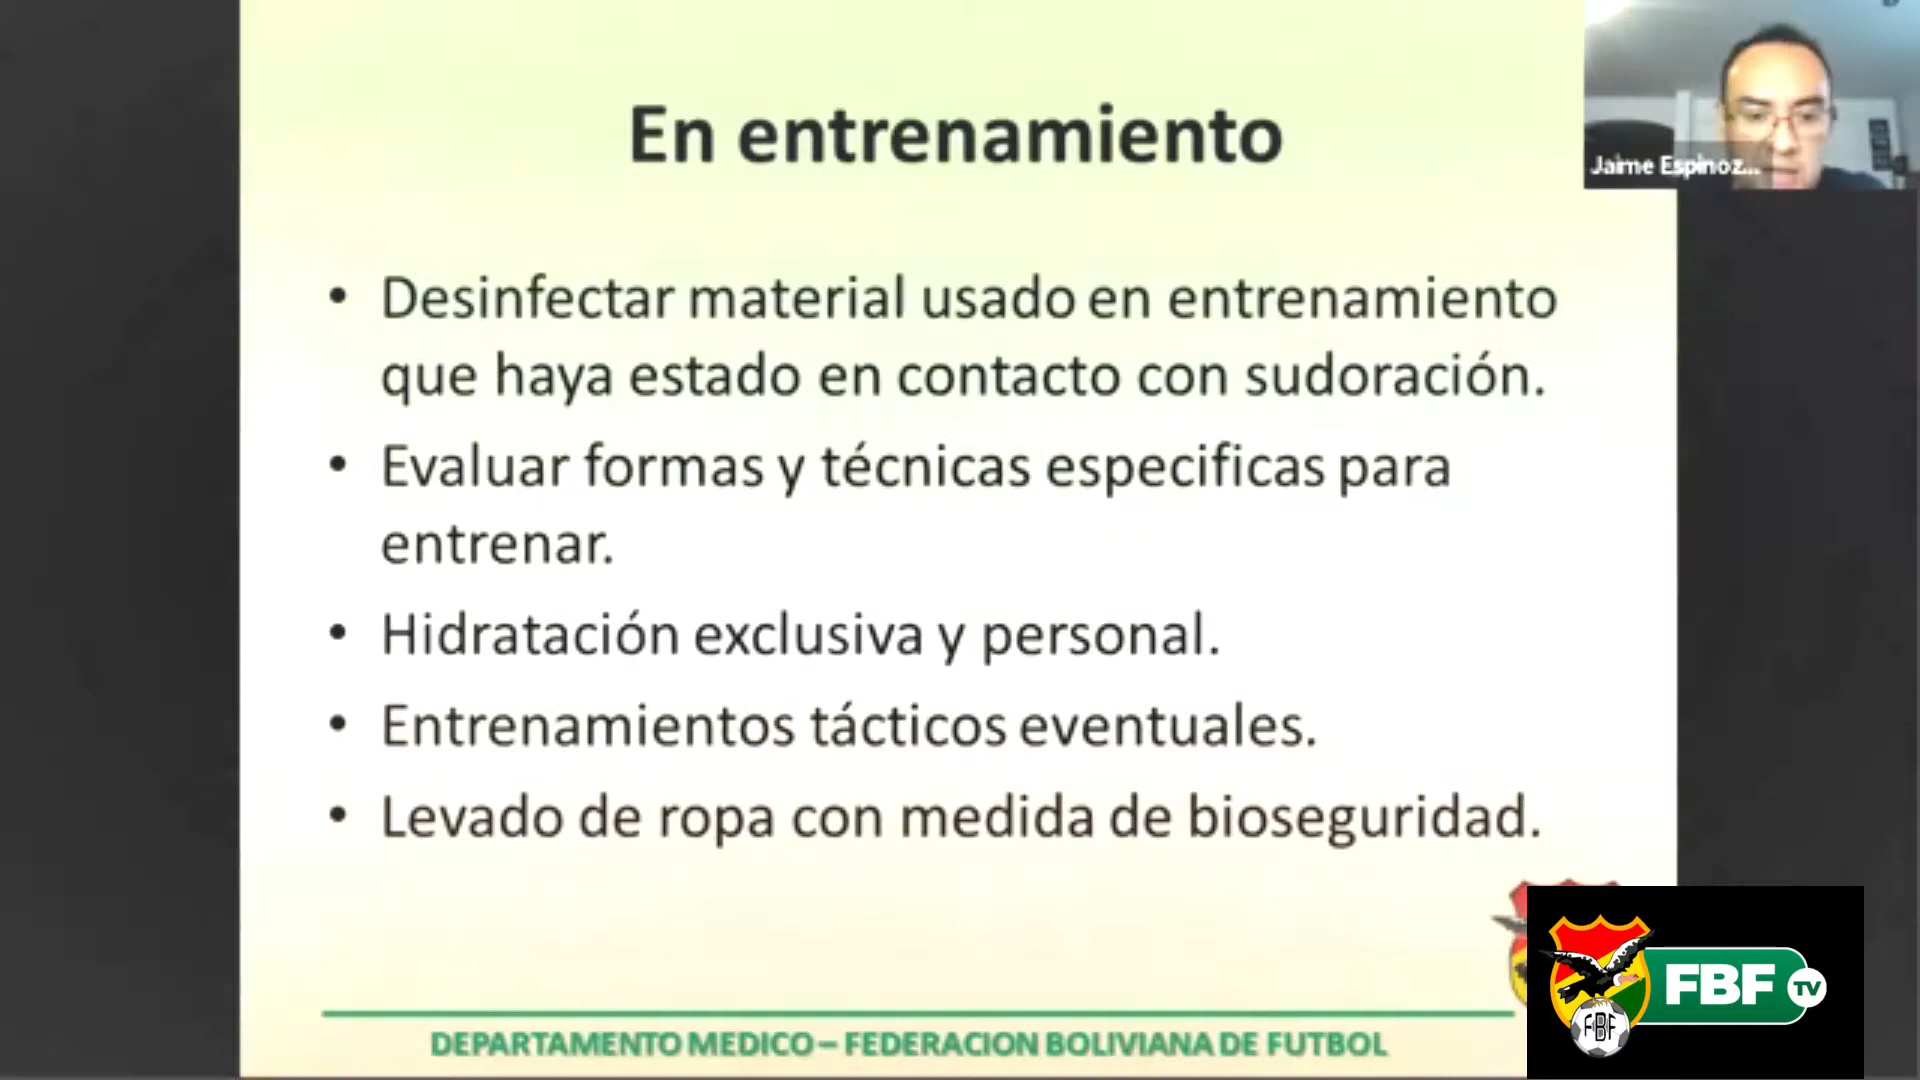 En entrenamiento
Jaime Espinoz...
• Desinfectar material usado en entrenamiento
que haya estado en contacto con sudoración.
• Evaluar formas y técnicas especificas para
entrenar.
• Hidratación exclusiva y personal.
• Entrenamientos tácticos eventuales.
• Levado de ropa con medida de bioseguridad.
DEPARTAMENTO MEDICO – FEDERACION BOLIVIANA DE FUTBOL
FBF TV
FBF